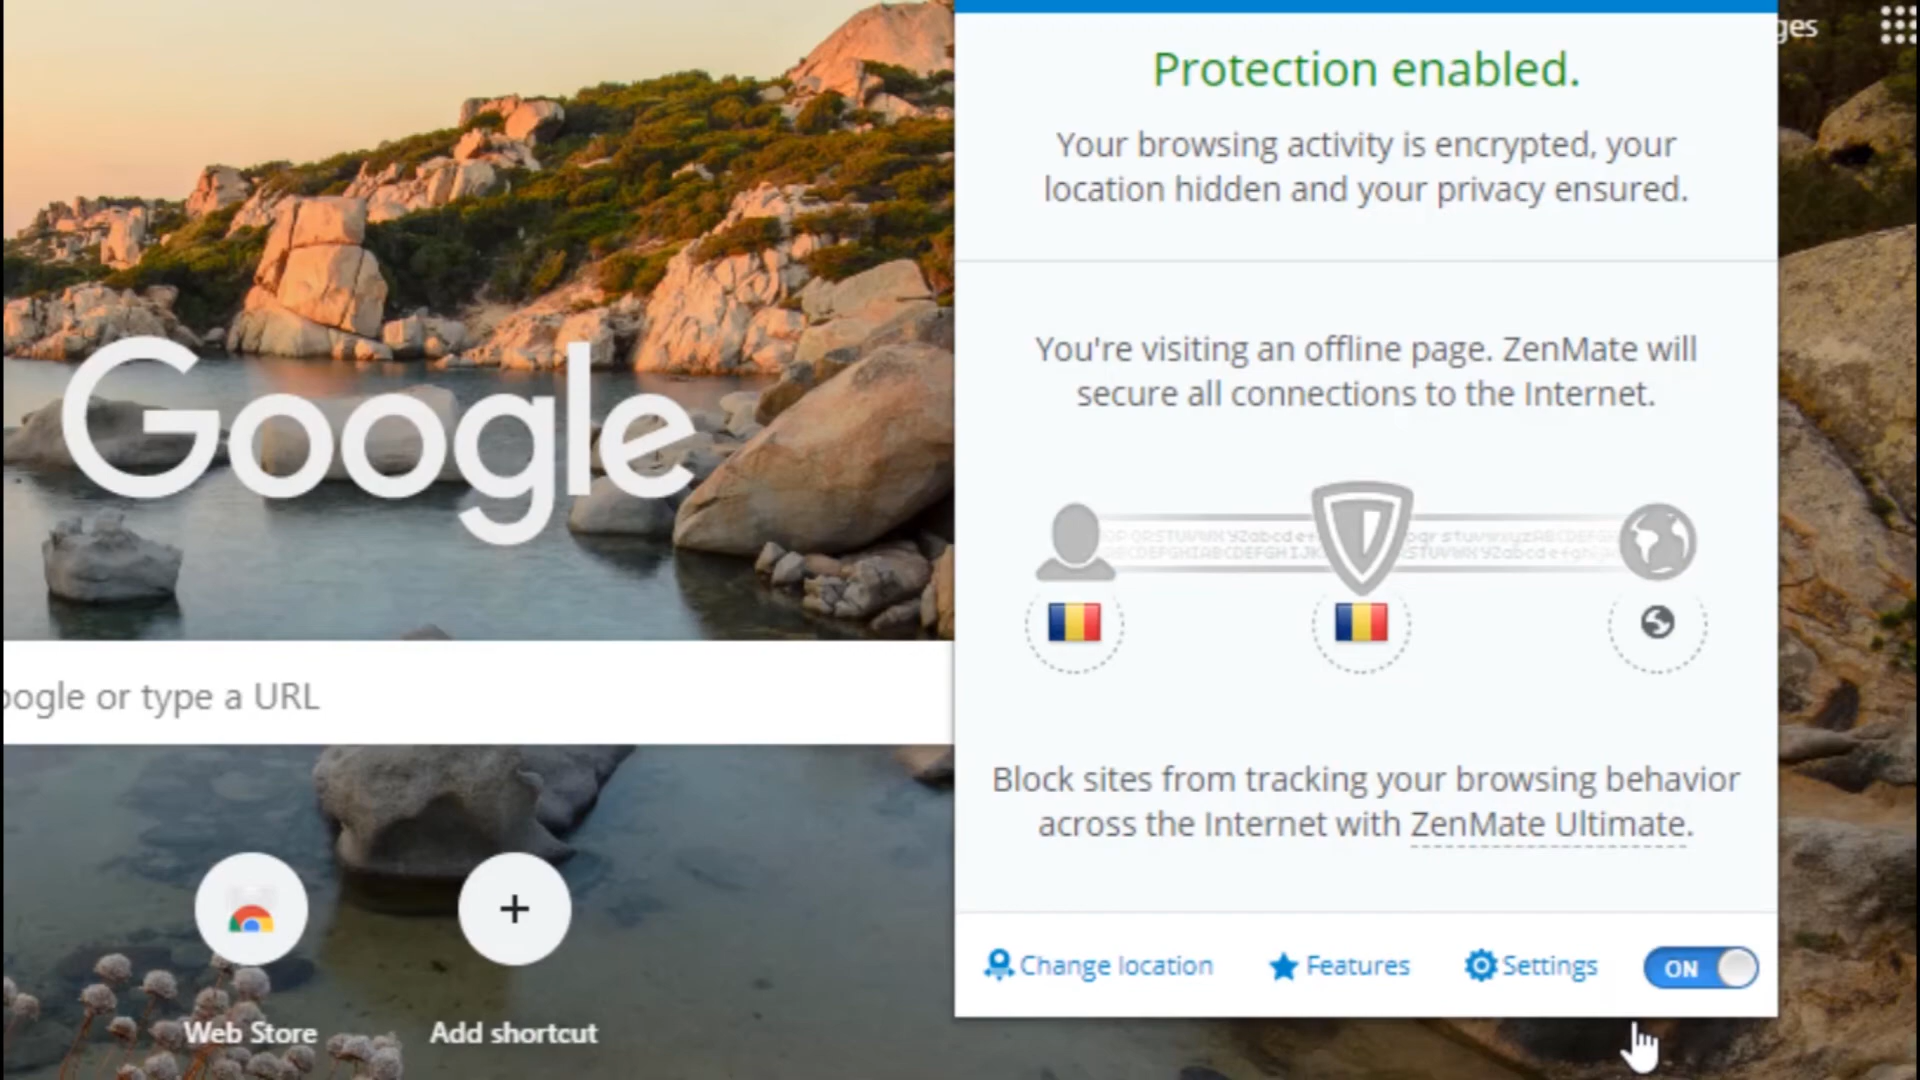 Google
oogle or type a URL
Web Store
Add shortcut
ges
Protection enabled.
Your browsing activity is encrypted, your
location hidden and your privacy ensured.
You're visiting an offline page. ZenMate will
secure all connections to the Internet.
Block sites from tracking your browsing behavior
across the Internet with ZenMate Ultimate.
Change location
Features
Settings
ON